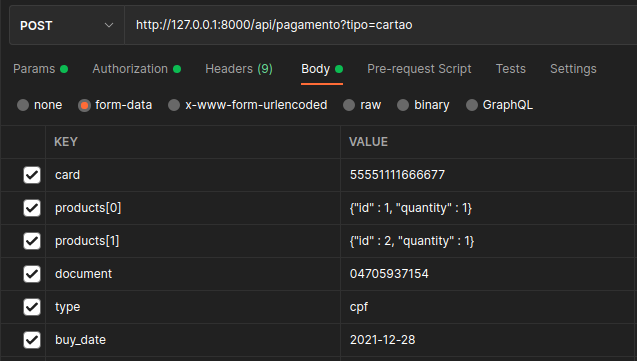 POST http://127.0.0.1:8000/api/pagamento?tipo=cartao
Params Authorization Headers (9) Body Pre-request Script Tests Settings
none form-data x-www-form-urlencoded raw binary GraphQL
KEY VALUE
card 55551111666677
products[0] {"id" : 1, "quantity" : 1}
products[1] {"id" : 2, "quantity" : 1}
document 04705937154
type cpf
buy_date 2021-12-28